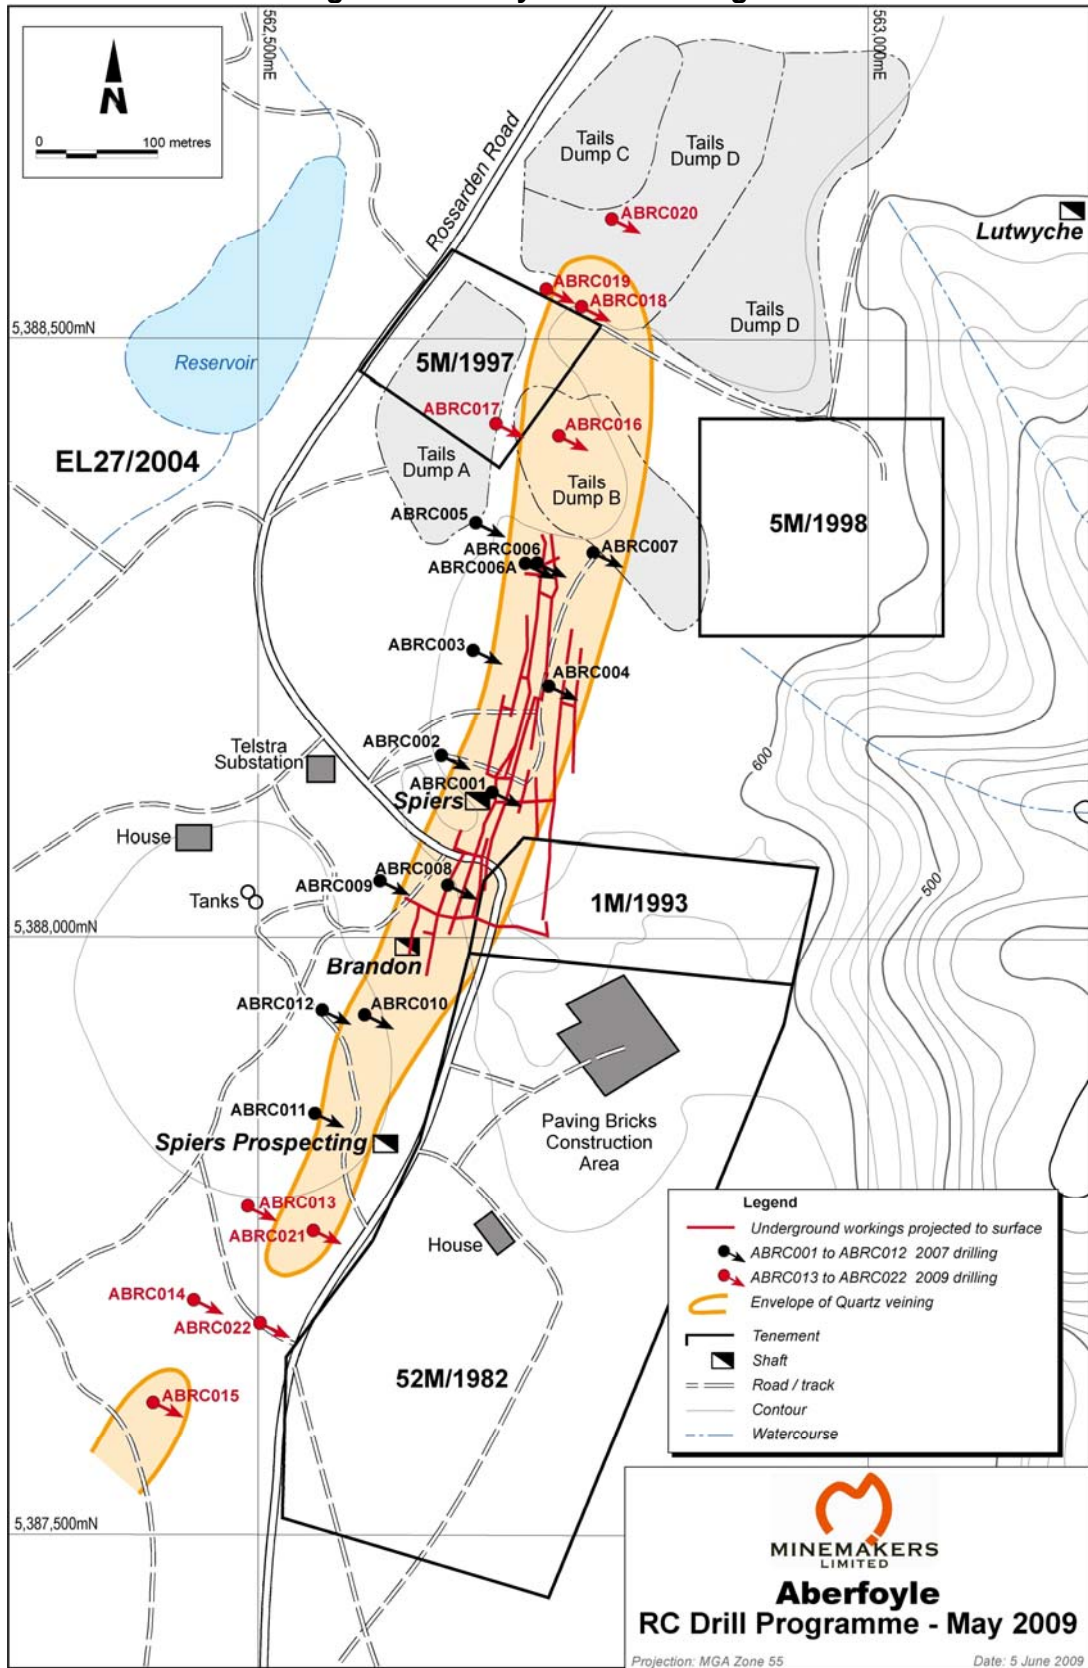 562,500mE
563,000mE
N
0 100 metres
Rossarden Road
Tails
Dump C
Tails
Dump D
ABRC020
Lutwyche
ABRC019
ABRC018
Tails
Dump D
5,388,500mN
Reservoir
5M/1997
ABRC017
ABRC016
EL27/2004
Tails
Dump A
Tails
Dump B
5M/1998
ABRC005
ABRC006
ABRC006A
ABRC007
ABRC003
ABRC004
ABRC002
Telstra
Substation
600
ABRC001
Spiers
House
ABRC008
ABRC009
500
Tanks
1M/1993
5,388,000mN
Brandon
ABRC012
ABRC010
ABRC011
Paving Bricks
Construction
Area
Spiers Prospecting
ABRC013
ABRC021
House
ABRC014
ABRC022
52M/1982
ABRC015
5,387,500mN
Legend
Underground workings projected to surface
ABRC001 to ABRC012 2007 drilling
ABRC013 to ABRC022 2009 drilling
Envelope of Quartz veining
Tenement
Shaft
Road / track
Contour
Watercourse
MINEMAKERS
LIMITED
Aberfoyle
RC Drill Programme - May 2009
Projection: MGA Zone 55 Date: 5 June 2009